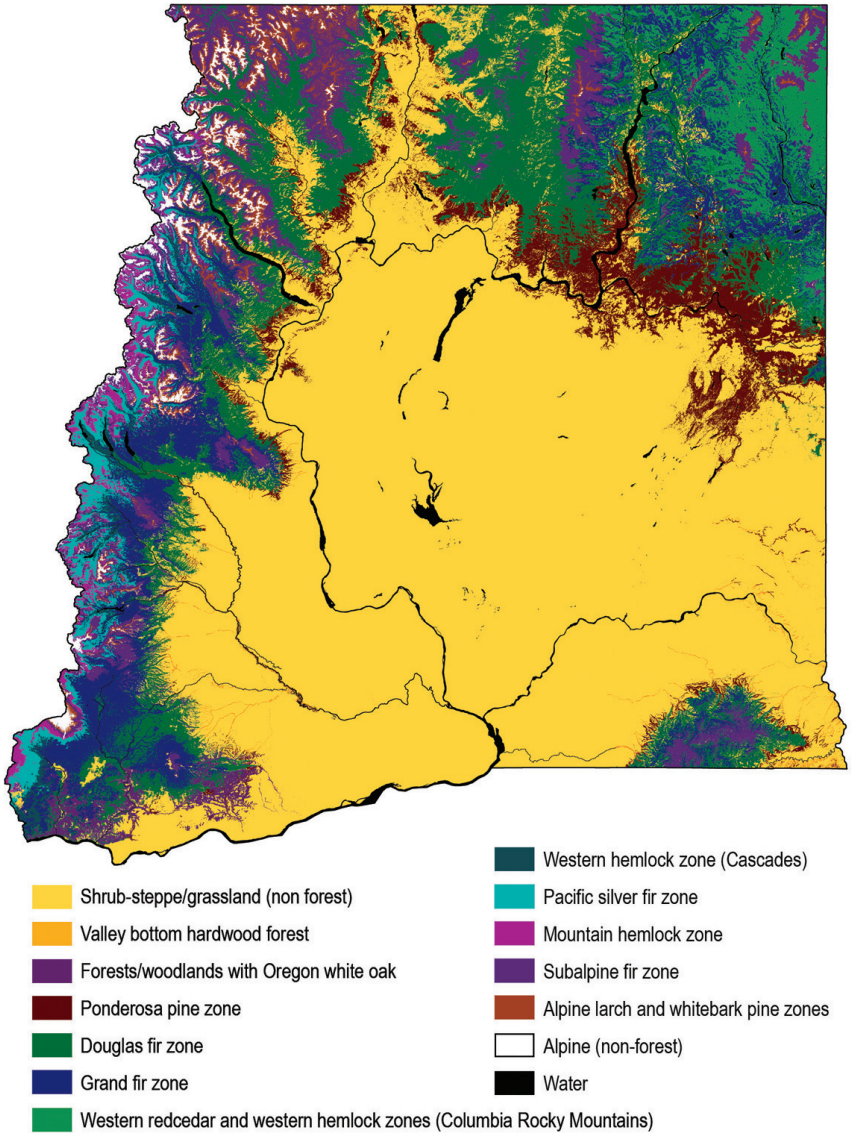 Shrub-steppe/grassland (non forest)
Valley bottom hardwood forest
Forests/woodlands with Oregon white oak
Ponderosa pine zone
Douglas fir zone
Grand fir zone
Western redcedar and western hemlock zones (Columbia Rocky Mountains)
Western hemlock zone (Cascades)
Pacific silver fir zone
Mountain hemlock zone
Subalpine fir zone
Alpine larch and whitebark pine zones
Alpine (non-forest)
Water